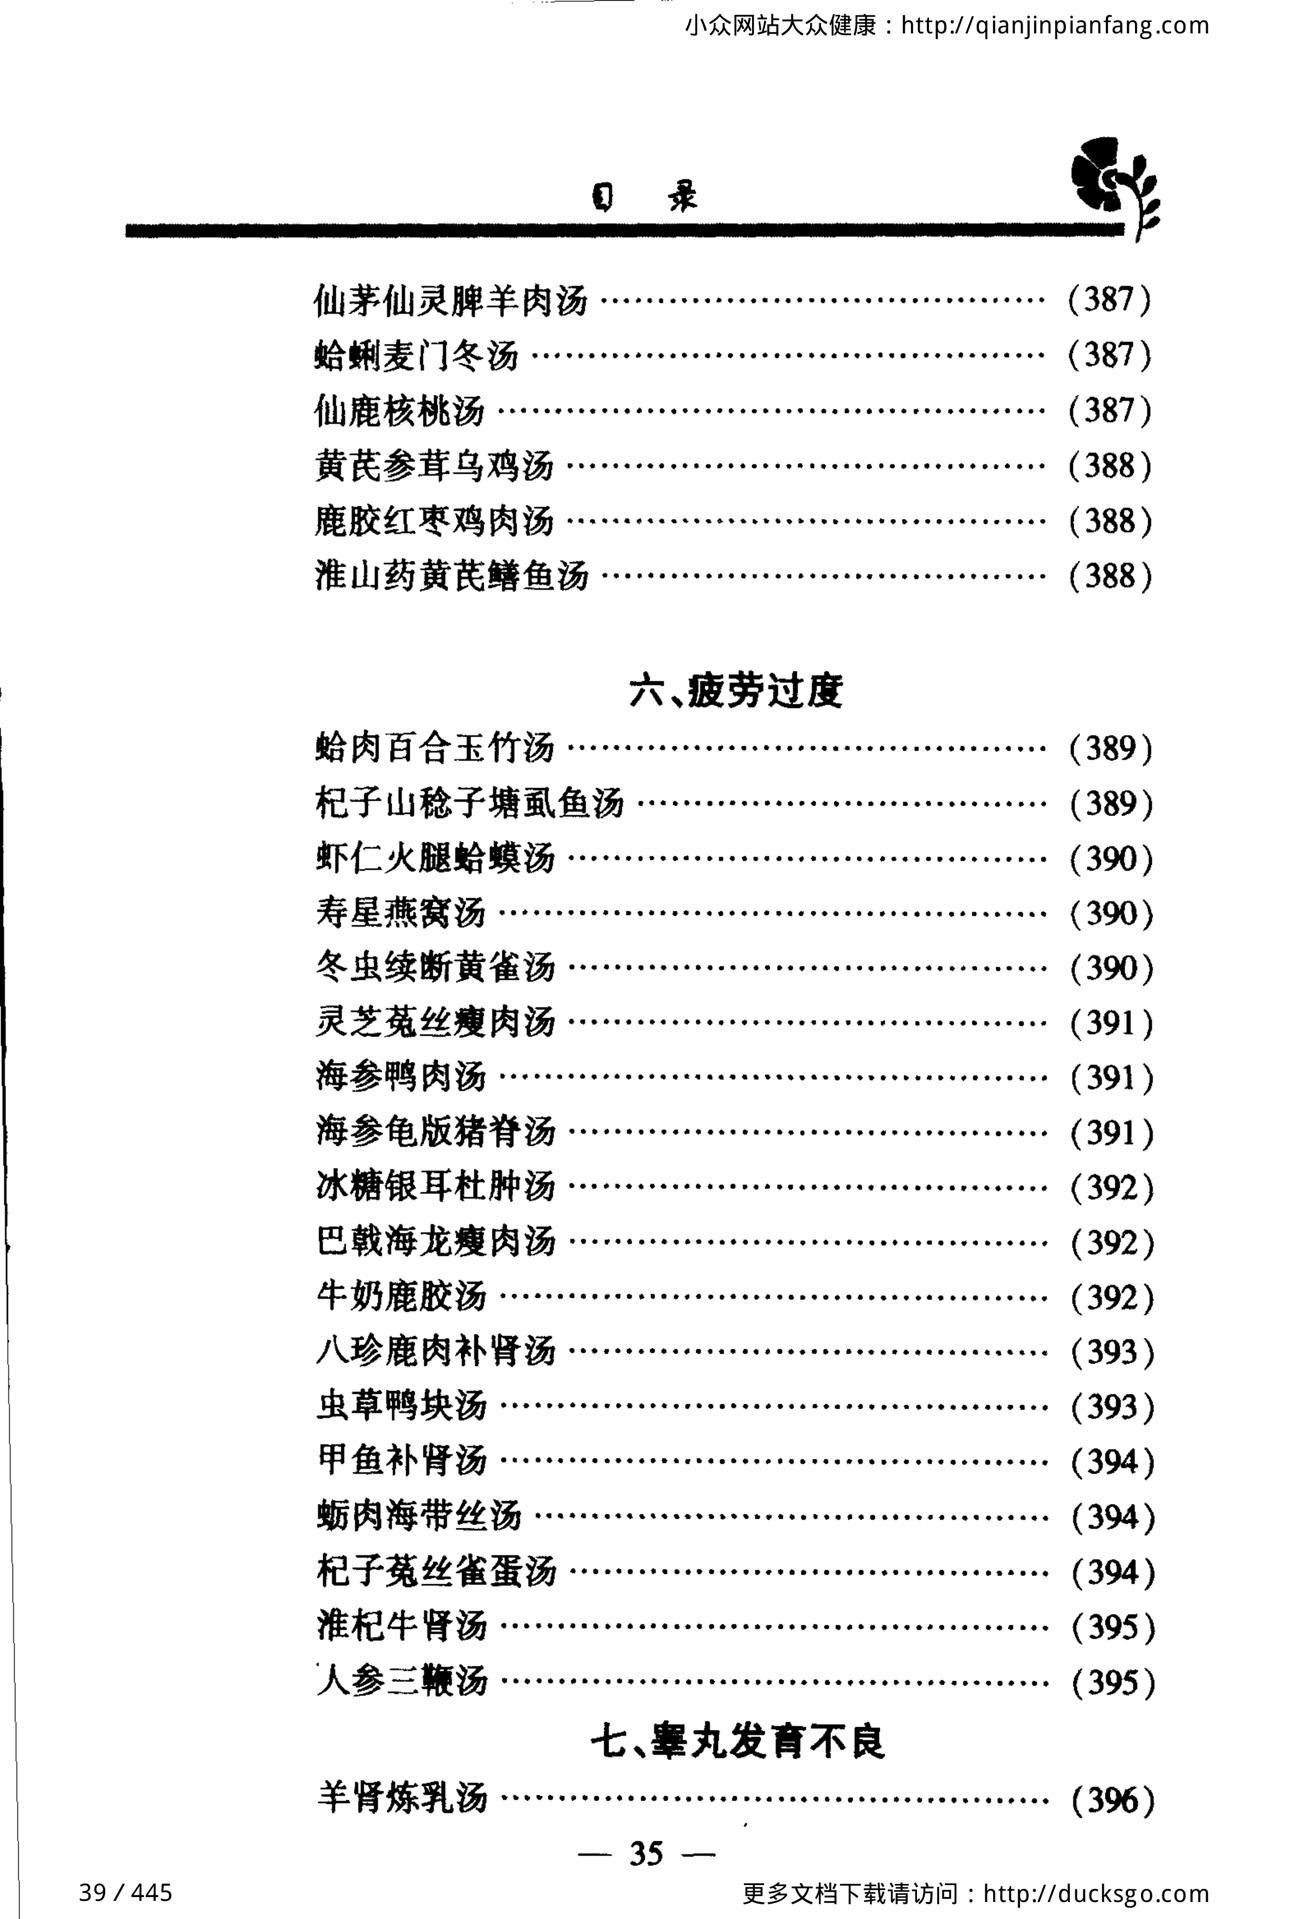 小众网站大众健康：http://qianjinpianfang.com
目 录
仙茅仙灵脾羊肉汤 …………………………………… (387)
蛤蜊麦门冬汤 …………………………………… (387)
仙鹿核桃汤 …………………………………… (387)
黄芪参茸乌鸡汤 …………………………………… (388)
鹿胶红枣鸡肉汤 …………………………………… (388)
淮山药黄芪鳝鱼汤 …………………………………… (388)
六、疲劳过度
蛤肉百合玉竹汤 …………………………………… (389)
杞子山稔子塘虱鱼汤 …………………………………… (389)
虾仁火腿蛤蟆汤 …………………………………… (390)
寿星燕窝汤 …………………………………… (390)
冬虫续断黄雀汤 …………………………………… (390)
灵芝菟丝瘦肉汤 …………………………………… (391)
海参鸭肉汤 …………………………………… (391)
海参龟版猪脊汤 …………………………………… (391)
冰糖银耳杜肿汤 …………………………………… (392)
巴戟海龙瘦肉汤 …………………………………… (392)
牛奶鹿胶汤 …………………………………… (392)
八珍鹿肉补肾汤 …………………………………… (393)
虫草鸭块汤 …………………………………… (393)
甲鱼补肾汤 …………………………………… (394)
蛎肉海带丝汤 …………………………………… (394)
杞子菟丝雀蛋汤 …………………………………… (394)
淮杞牛肾汤 …………………………………… (395)
人参三鞭汤 …………………………………… (395)
七、睾丸发育不良
羊肾炼乳汤 …………………………………… (396)
— 35 —
39 / 445
更多文档下载请访问：http://ducksgo.com